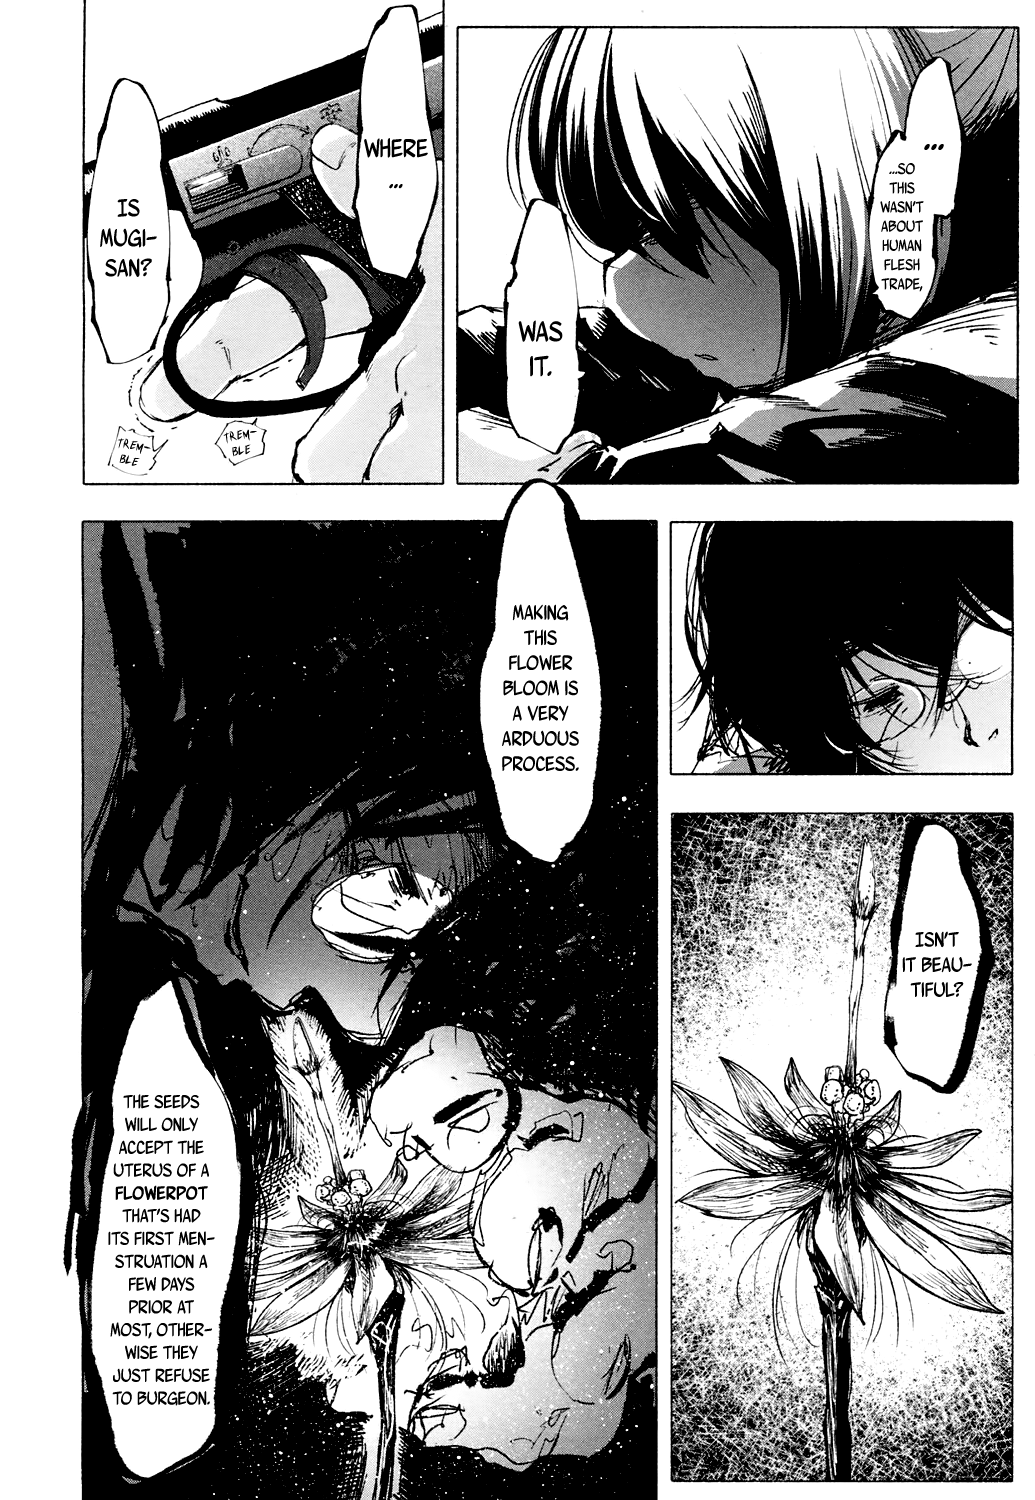 ...
...SO
THIS
WASN'T
ABOUT
HUMAN
FLESH
TRADE,
WAS
IT.
WHERE
...
IS
MUGI-
SAN?
TREM-
BLE
TREM-
BLE
ISN'T
IT BEAU-
TIFUL?
MAKING
THIS
FLOWER
BLOOM IS
A VERY
ARDUOUS
PROCESS.
THE SEEDS
WILL ONLY
ACCEPT THE
UTERUS OF A
FLOWERPOT
THAT'S HAD
ITS FIRST MEN-
STRUATION A
FEW DAYS
PRIOR AT
MOST, OTHER-
WISE THEY
JUST REFUSE
TO BURGEON.